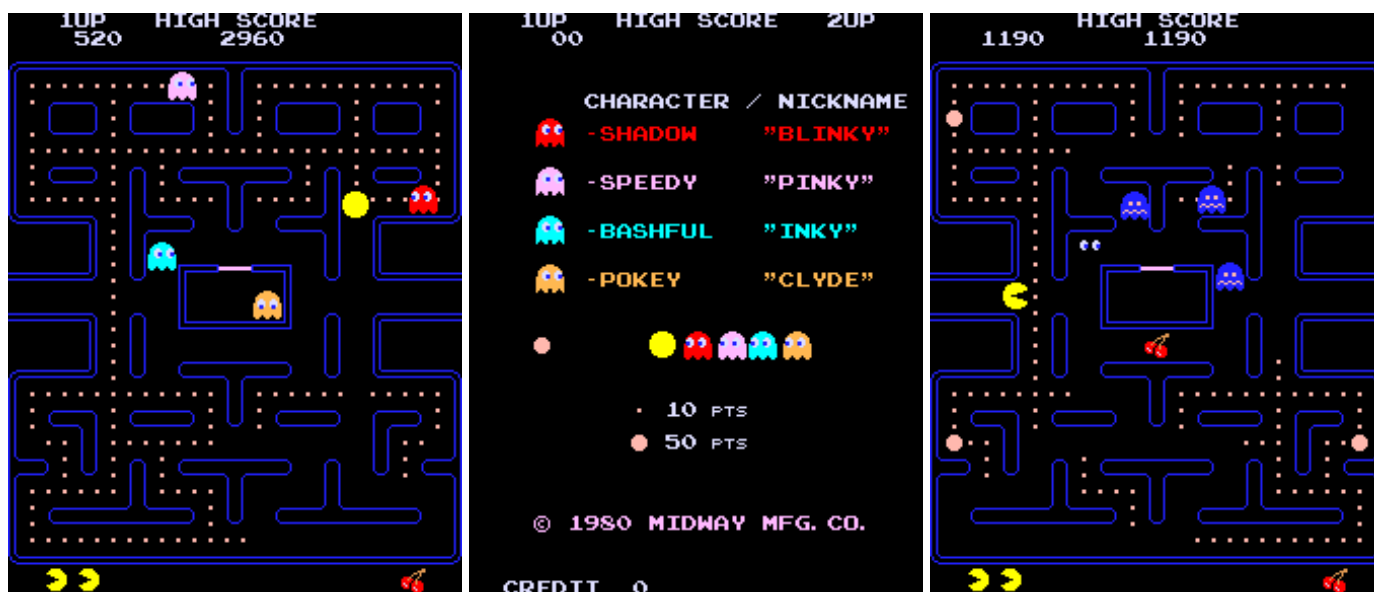 1UP HIGH SCORE
520 2960
1UP HIGH SCORE 2UP
00
CHARACTER / NICKNAME
-SHADOW "BLINKY"
-SPEEDY "PINKY"
-BASHFUL "INKY"
-POKEY "CLYDE"
10 PTS
50 PTS
© 1980 MIDWAY MFG. CO.
CREDIT 0
HIGH SCORE
1190 1190